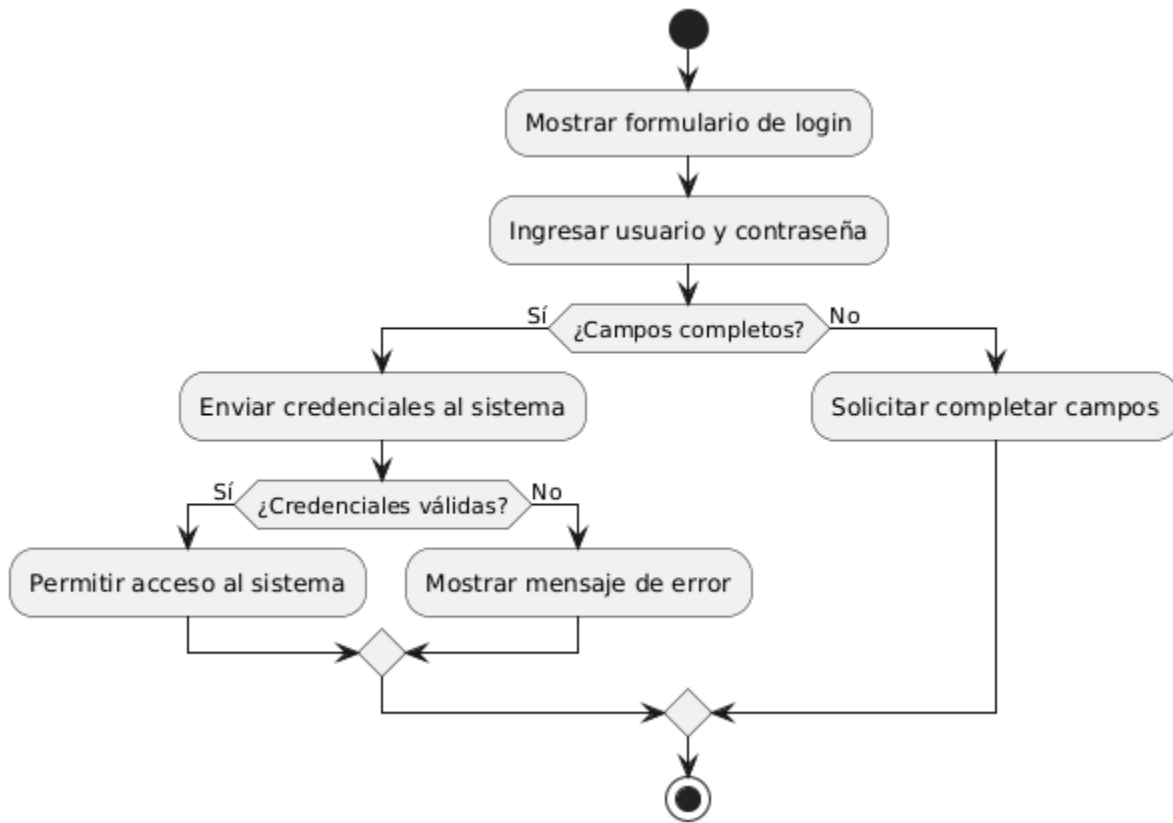 Mostrar formulario de login
Ingresar usuario y contraseña
Sí
¿Campos completos?
No
Enviar credenciales al sistema
Solicitar completar campos
Sí
¿Credenciales válidas?
No
Permitir acceso al sistema
Mostrar mensaje de error